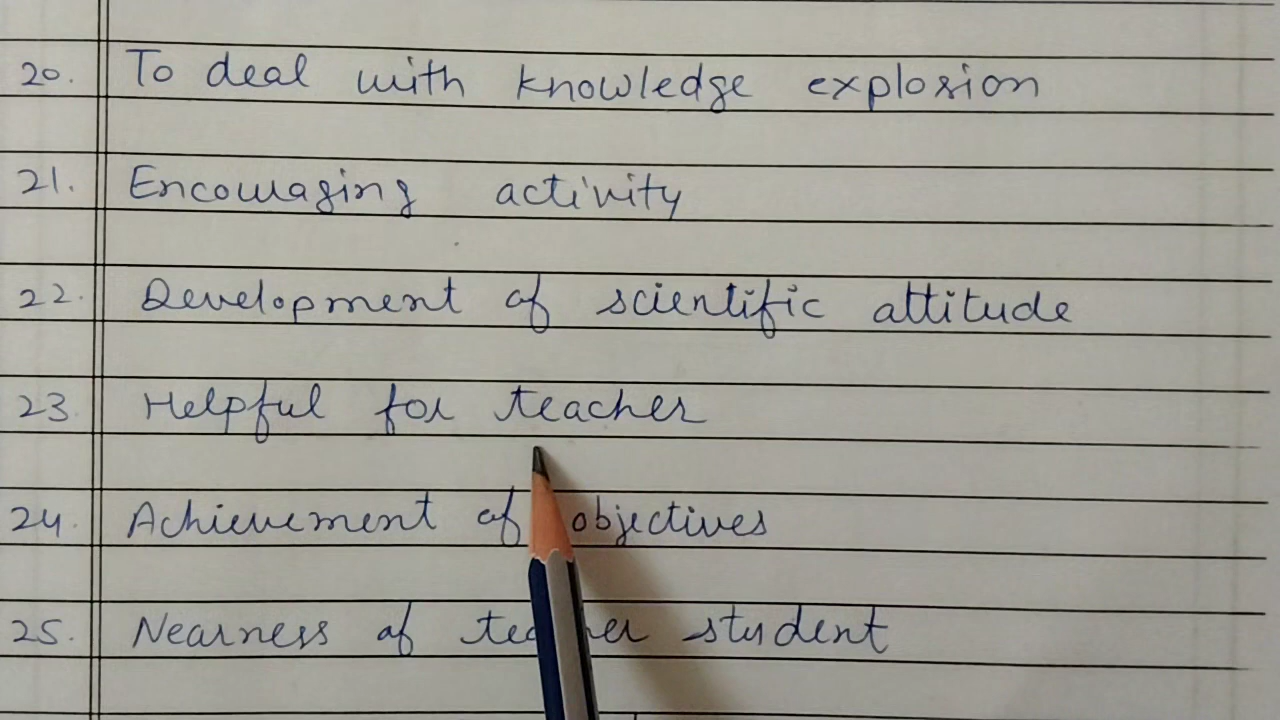 20. To deal with knowledge explosion
21. Encouraging activity
22. Development of scientific attitude
23 Helpful for teacher
24. Achievement of objectives
25. Nearness of teacher student